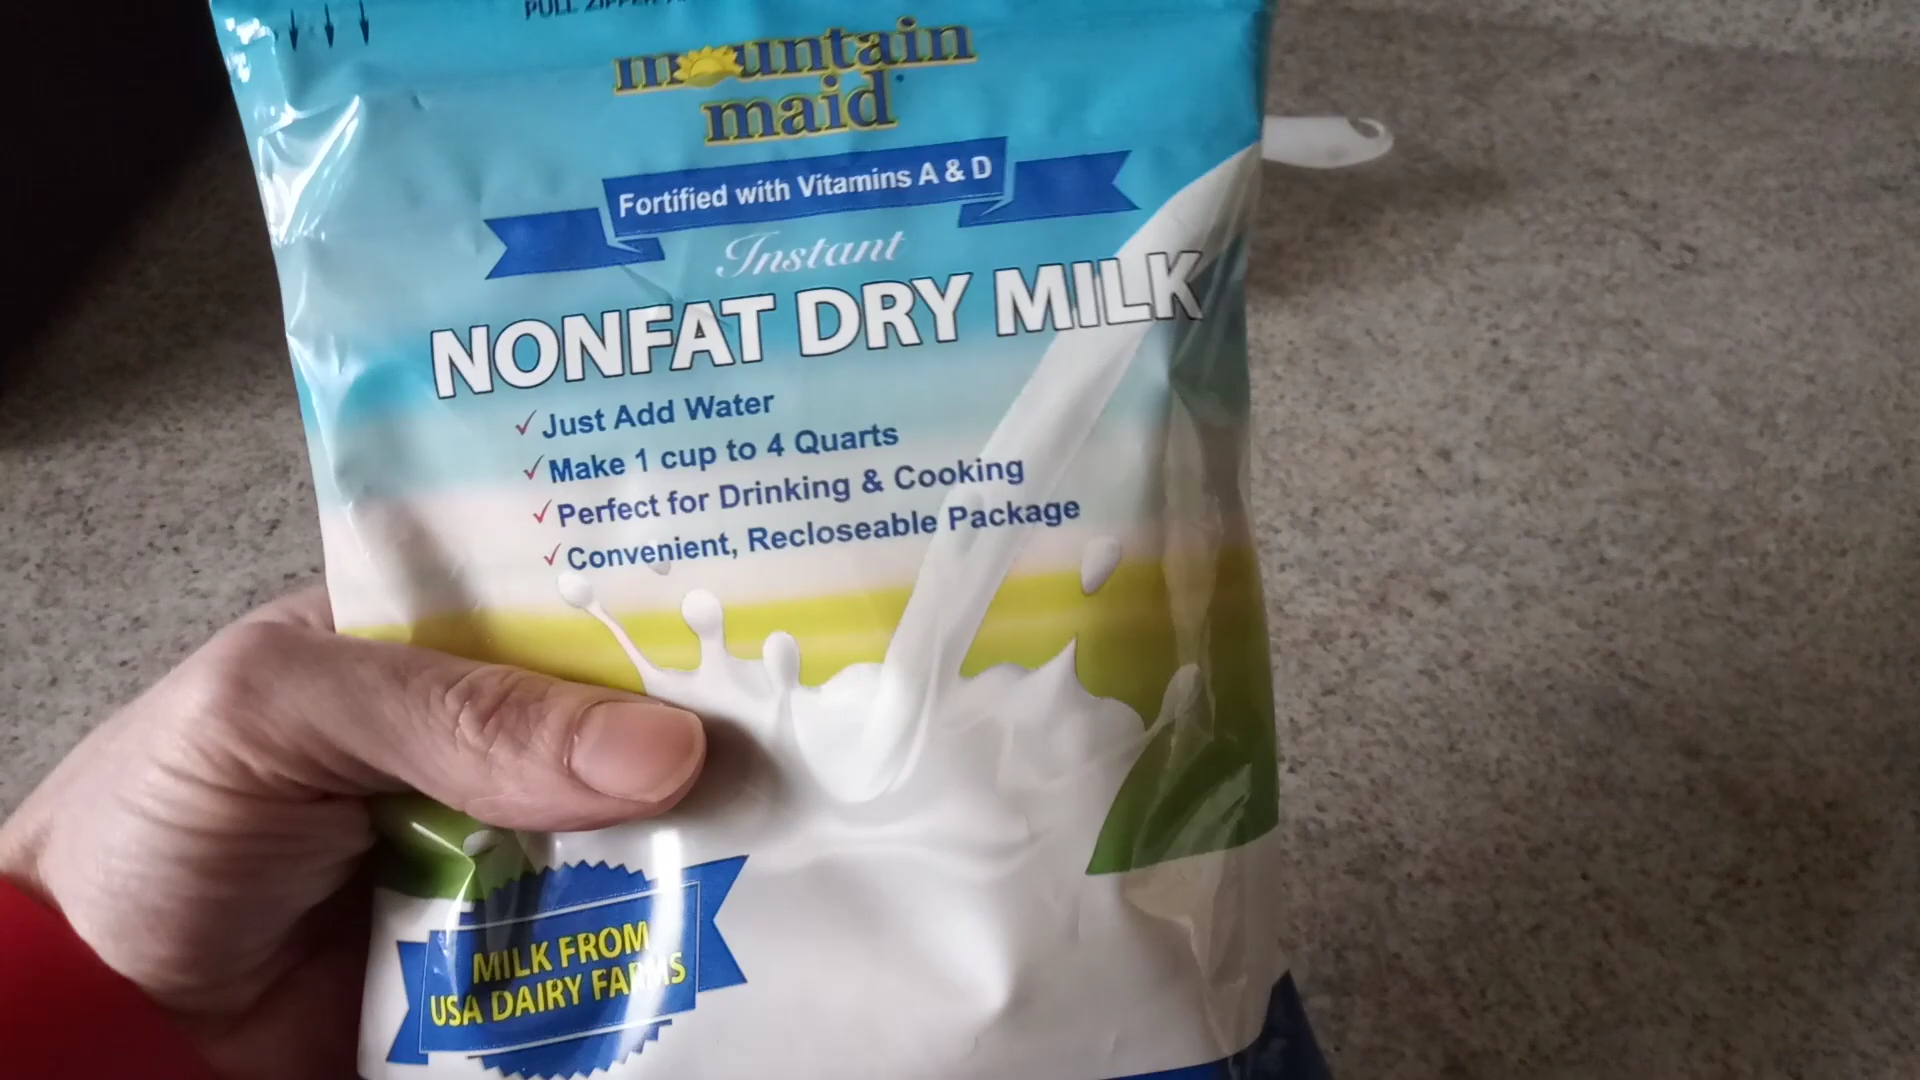 PULL ZIPPER
mountain
maid
Fortified with Vitamins A & D
Instant
NONFAT DRY MILK
✓ Just Add Water
✓ Make 1 cup to 4 Quarts
✓ Perfect for Drinking & Cooking
✓ Convenient, Recloseable Package
MILK FROM
USA DAIRY FARMS